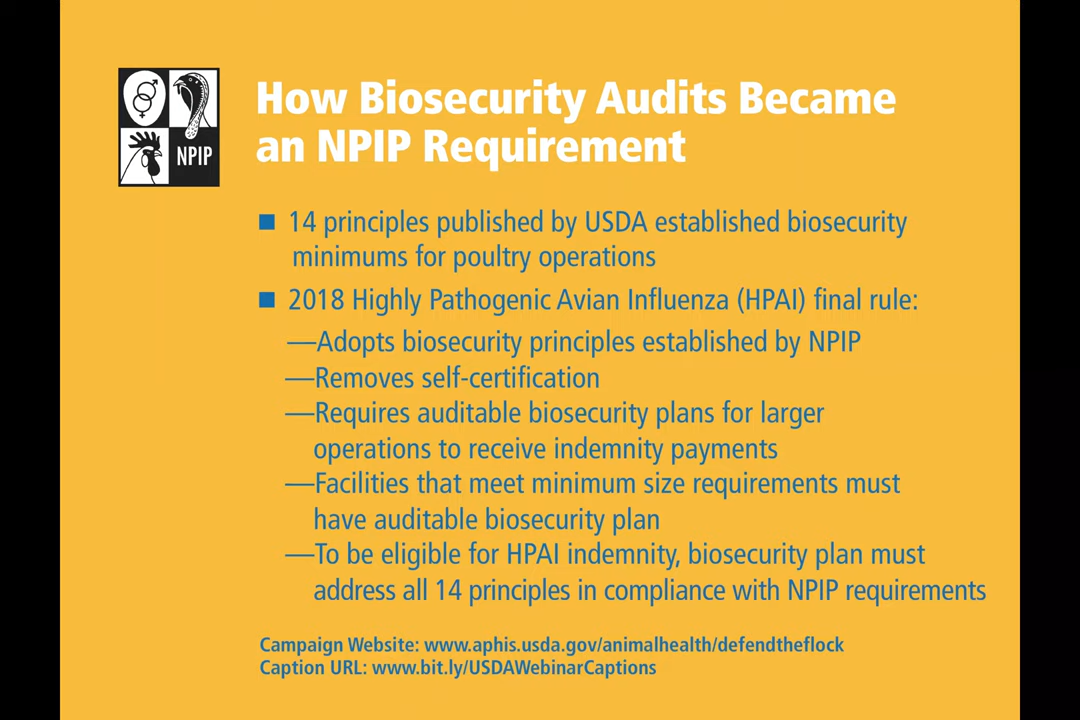 NPIP
How Biosecurity Audits Became
an NPIP Requirement
■ 14 principles published by USDA established biosecurity
minimums for poultry operations
■ 2018 Highly Pathogenic Avian Influenza (HPAI) final rule:
—Adopts biosecurity principles established by NPIP
—Removes self-certification
—Requires auditable biosecurity plans for larger
operations to receive indemnity payments
—Facilities that meet minimum size requirements must
have auditable biosecurity plan
—To be eligible for HPAI indemnity, biosecurity plan must
address all 14 principles in compliance with NPIP requirements
Campaign Website: www.aphis.usda.gov/animalhealth/defendtheflock
Caption URL: www.bit.ly/USDAWebinarCaptions